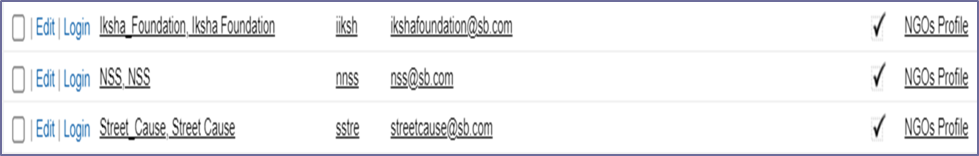 | Edit | Login Iksha_Foundation, Iksha Foundation iiksh ikshafoundation@sb.com NGOs Profile
| Edit | Login NSS, NSS nnss nss@sb.com NGOs Profile
| Edit | Login Street_Cause, Street Cause sstre streetcause@sb.com NGOs Profile